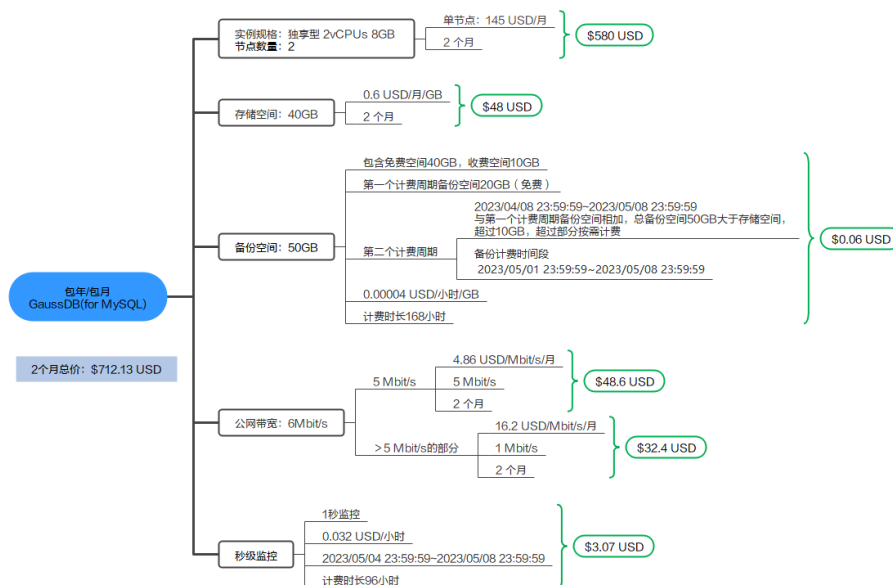 实例规格：独享型 2vCPUs 8GB
节点数量：2
单节点：145 USD/月
2 个月
$580 USD
存储空间：40GB
0.6 USD/月/GB
2 个月
$48 USD
备份空间：50GB
包含免费空间40GB，收费空间10GB
第一个计费周期备份空间20GB（免费）
第二个计费周期
2023/04/08 23:59:59~2023/05/08 23:59:59
与第一个计费周期备份空间相加，总备份空间50GB大于存储空间，
超过10GB，超过部分按需计费
备份计费时间段
2023/05/01 23:59:59~2023/05/08 23:59:59
0.00004 USD/小时/GB
计费时长168小时
$0.06 USD
包年/包月
GaussDB(for MySQL)
2个月总价：$712.13 USD
公网带宽：6Mbit/s
5 Mbit/s
4.86 USD/Mbit/s/月
5 Mbit/s
2 个月
$48.6 USD
＞5 Mbit/s的部分
16.2 USD/Mbit/s/月
1 Mbit/s
2 个月
$32.4 USD
秒级监控
1秒监控
0.032 USD/小时
2023/05/04 23:59:59~2023/05/08 23:59:59
计费时长96小时
$3.07 USD